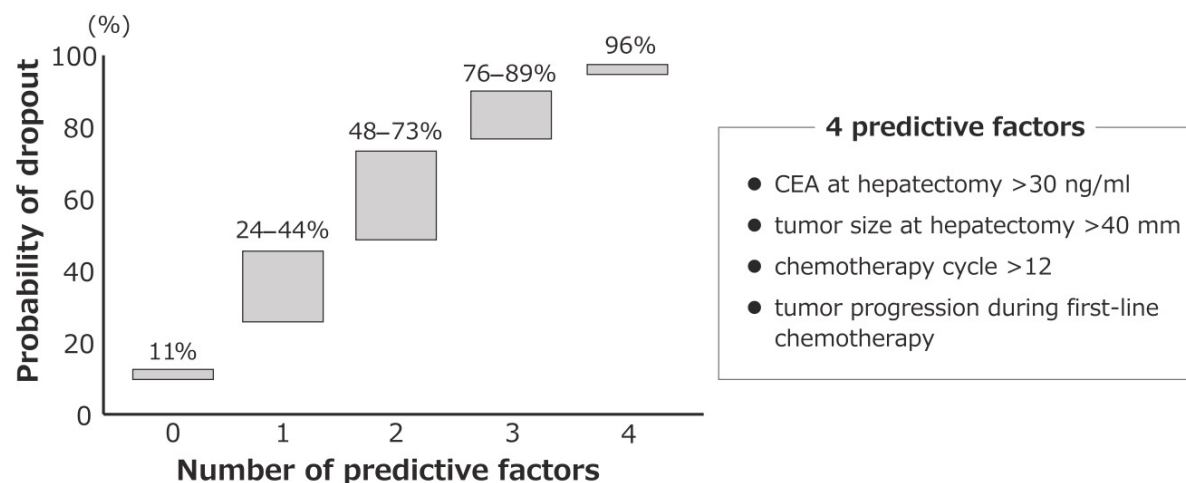 (%)
Probability of dropout
100
80
60
40
20
0
11%
24–44%
48–73%
76–89%
96%
0 1 2 3 4
Number of predictive factors
4 predictive factors
● CEA at hepatectomy >30 ng/ml
● tumor size at hepatectomy >40 mm
● chemotherapy cycle >12
● tumor progression during first-line
chemotherapy